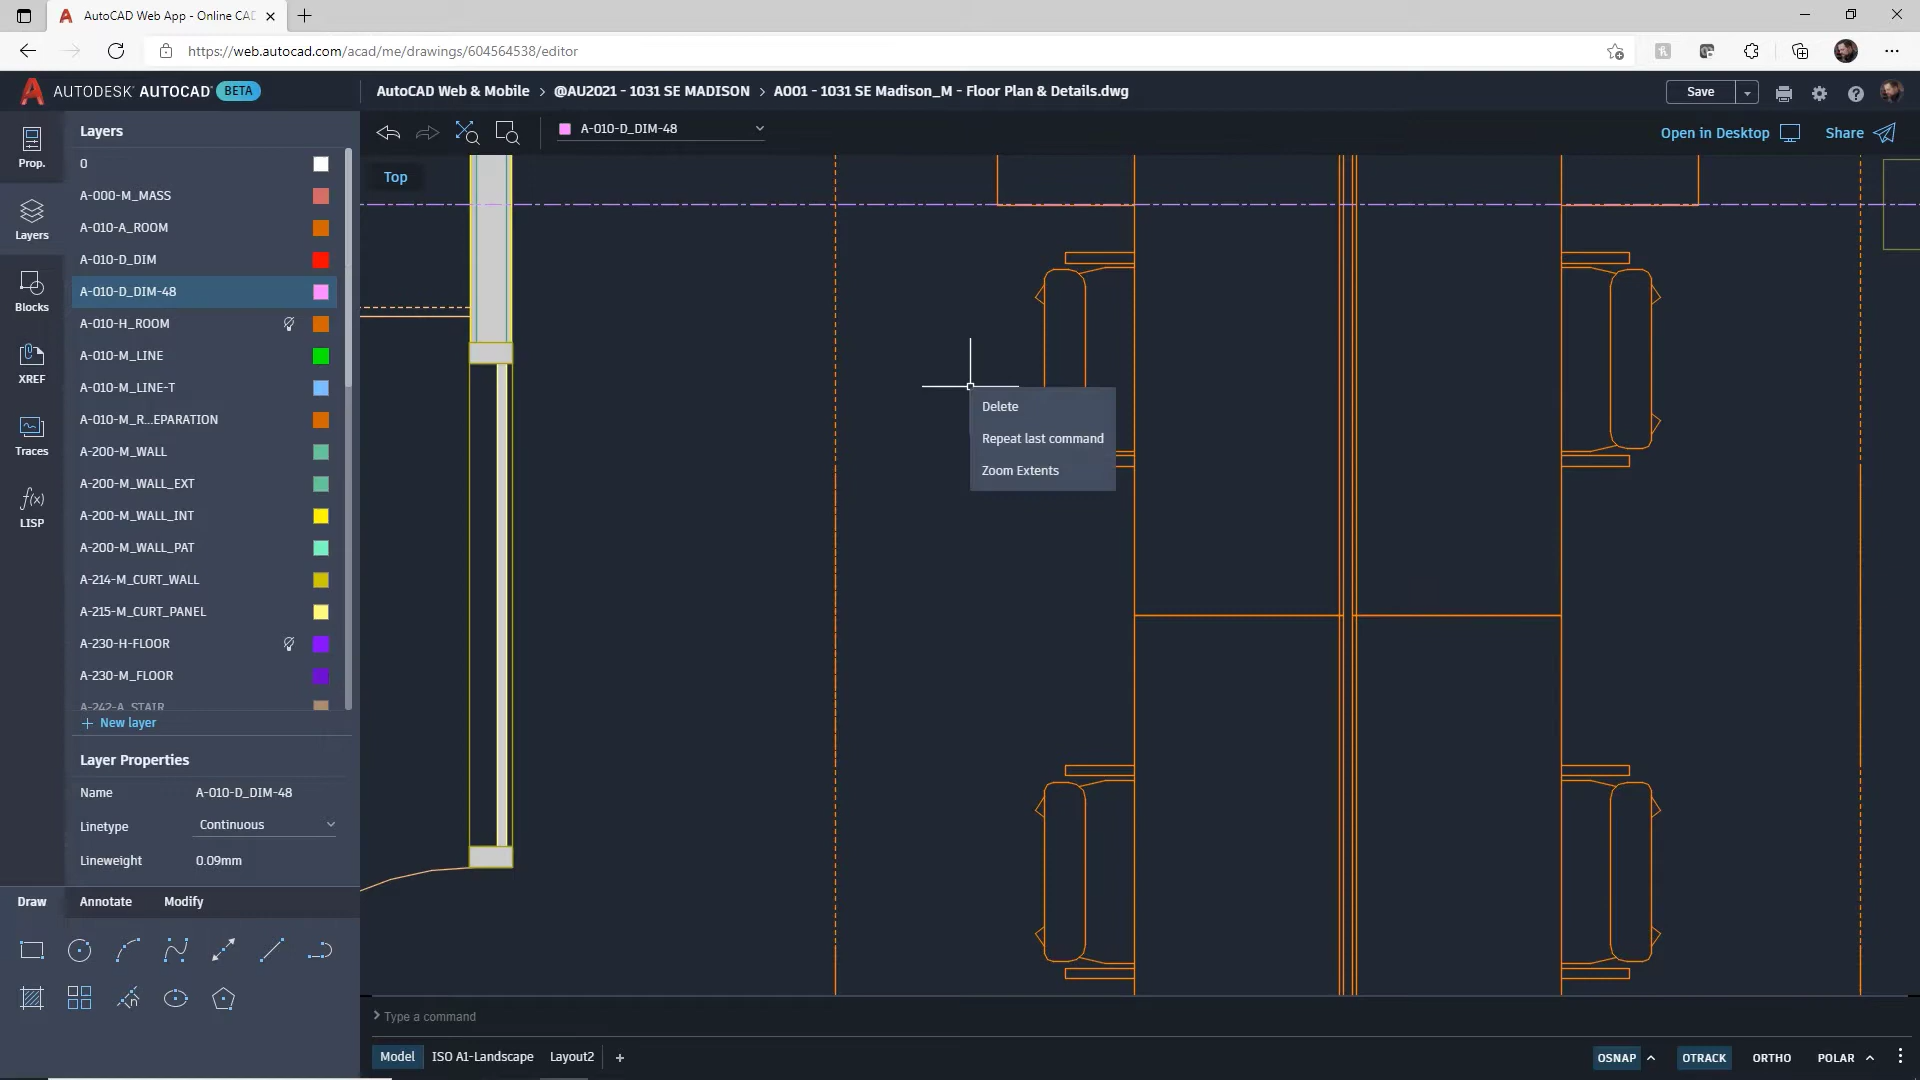 AutoCAD Web App - Online CAD
https://web.autocad.com/acad/me/drawings/604564538/editor
AUTODESK AUTOCAD BETA
AutoCAD Web & Mobile > @AU2021 - 1031 SE MADISON > A001 - 1031 SE Madison_M - Floor Plan & Details.dwg
Save
Prop.
Layers
Blocks
XREF
Traces
f(x)
LISP
Layers
0
A-000-M_MASS
A-010-A_ROOM
A-010-D_DIM
A-010-D_DIM-48
A-010-H_ROOM
A-010-M_LINE
A-010-M_LINE-T
A-010-M_R...EPARATION
A-200-M_WALL
A-200-M_WALL_EXT
A-200-M_WALL_INT
A-200-M_WALL_PAT
A-214-M_CURT_WALL
A-215-M_CURT_PANEL
A-230-H-FLOOR
A-230-M_FLOOR
A-242-A_STAIR
+ New layer
Layer Properties
Name A-010-D_DIM-48
Linetype Continuous
Lineweight 0.09mm
Draw Annotate Modify
A-010-D_DIM-48
Open in Desktop
Share
Top
Delete
Repeat last command
Zoom Extents
> Type a command
Model ISO A1-Landscape Layout2 +
OSNAP OTRACK ORTHO POLAR